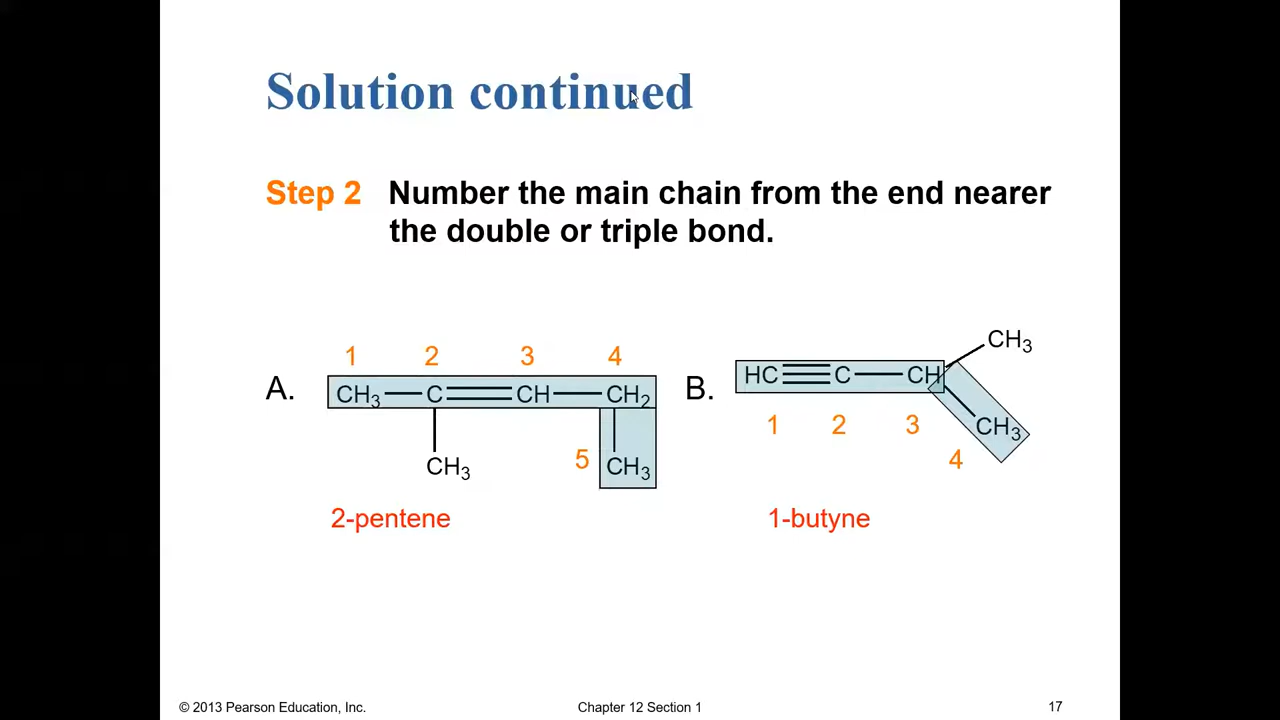 Solution continued
Step 2 Number the main chain from the end nearer
the double or triple bond.
1 2 3 4
A. CH₃ C CH CH₂
CH₃ 5 CH₃
2-pentene
CH₃
B. HC C CH
1 2 3 CH₃
4
1-butyne
© 2013 Pearson Education, Inc. Chapter 12 Section 1 17